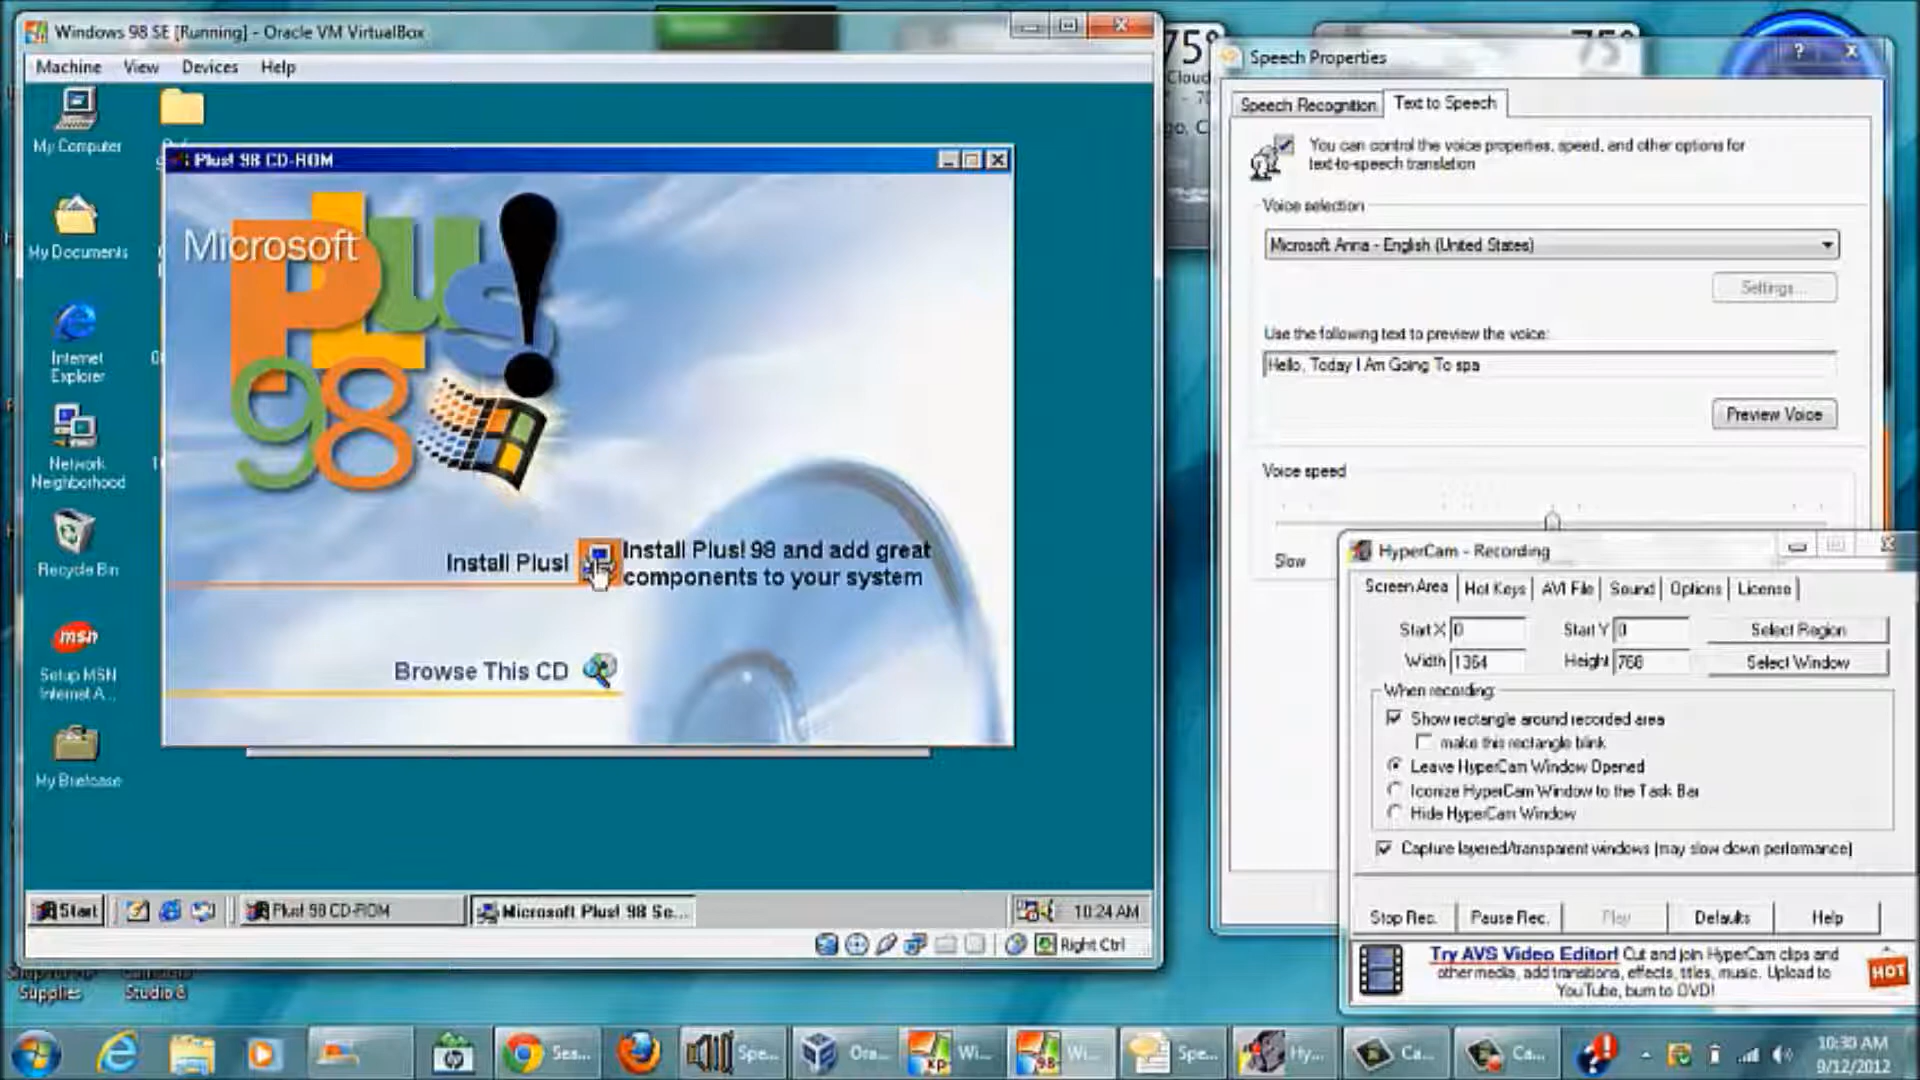 Windows 98 SE [Running] - Oracle VM VirtualBox
Machine View Devices Help
My Computer
My Documents
Internet
Explorer
Network
Neighborhood
Recycle Bin
msn
Setup MSN
Internet A...
My Briefcase
Plus! 98 CD-ROM
Microsoft
Plus!
98
Install Plus!
Install Plus! 98 and add great
components to your system
Browse This CD
Start
Plus! 98 CD-ROM
Microsoft Plus! 98 Se...
10:24 AM
Right Ctrl
75°
75°
Cloud
Speech Properties
Speech Recognition Text to Speech
You can control the voice properties, speed, and other options for
text-to-speech translation
Voice selection
Microsoft Anna - English (United States)
Settings...
Use the following text to preview the voice:
Hello, Today I Am Going To spa
Preview Voice
Voice speed
Slow
HyperCam - Recording
Screen Area Hot Keys AVI File Sound Options License
Start X 0 Start Y 0 Select Region
Width 1364 Height 768 Select Window
When recording:
Show rectangle around recorded area
make this rectangle blink
Leave HyperCam Window Opened
Iconize HyperCam Window to the Task Bar
Hide HyperCam Window
Capture layered/transparent windows (may slow down performance)
Stop Rec. Pause Rec. Play Defaults Help
Try AVS Video Editor! Cut and join HyperCam clips and
other media, add transitions, effects, titles, music. Upload to
YouTube, burn to DVD!
HOT
Supplies
Studio 8
hp
Sea...
Spe...
Ora...
xp
Wi...
98
Wi...
Spe...
Hy...
Ca...
Ca...
10:30 AM
9/12/2012